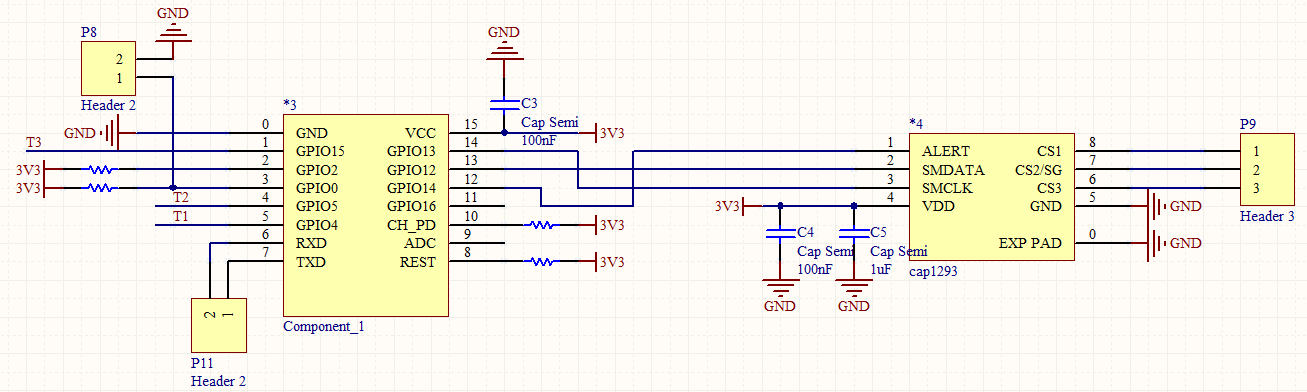 GND
P8
2
1
Header 2
GND
T3
3V3
3V3
T2
T1
*3
0 GND VCC 15
1 GPIO15 GPIO13 14
2 GPIO2 GPIO12 13
3 GPIO0 GPIO14 12
4 GPIO5 GPIO16 11
5 GPIO4 CH_PD 10
6 RXD ADC 9
7 TXD REST 8
Component_1
2 1
P11
Header 2
GND
C3
Cap Semi
100nF
3V3
3V3
3V3
*4
1 ALERT CS1 8
2 SMDATA CS2/SG 7
3 SMCLK CS3 6
4 VDD GND 5
EXP PAD 0
cap1293
3V3
C4
Cap Semi
100nF
GND
C5
Cap Semi
1uF
GND
GND
GND
P9
1
2
3
Header 3